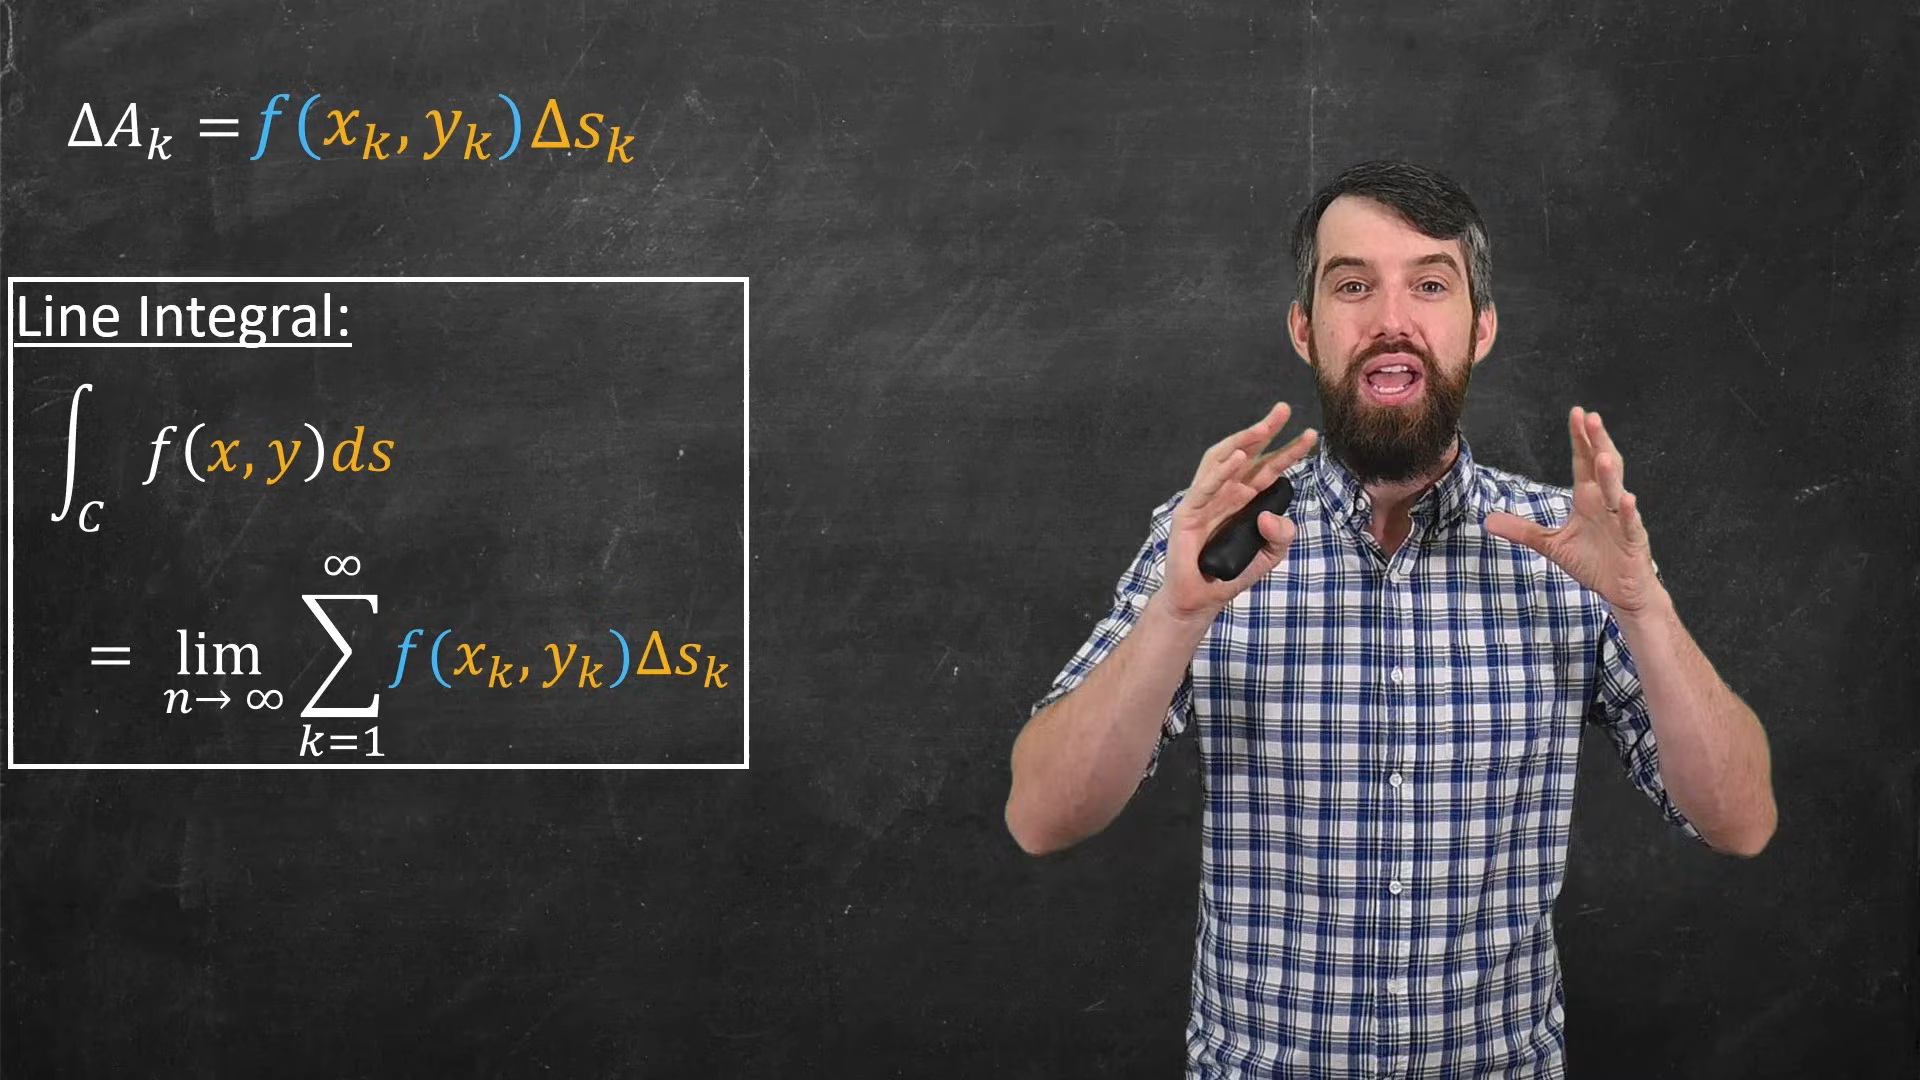 ΔA_k = f(x_k, y_k)Δs_k
Line Integral:
∫_C f(x, y)ds
= lim_{n→∞} ∑_{k=1}^{∞} f(x_k, y_k)Δs_k